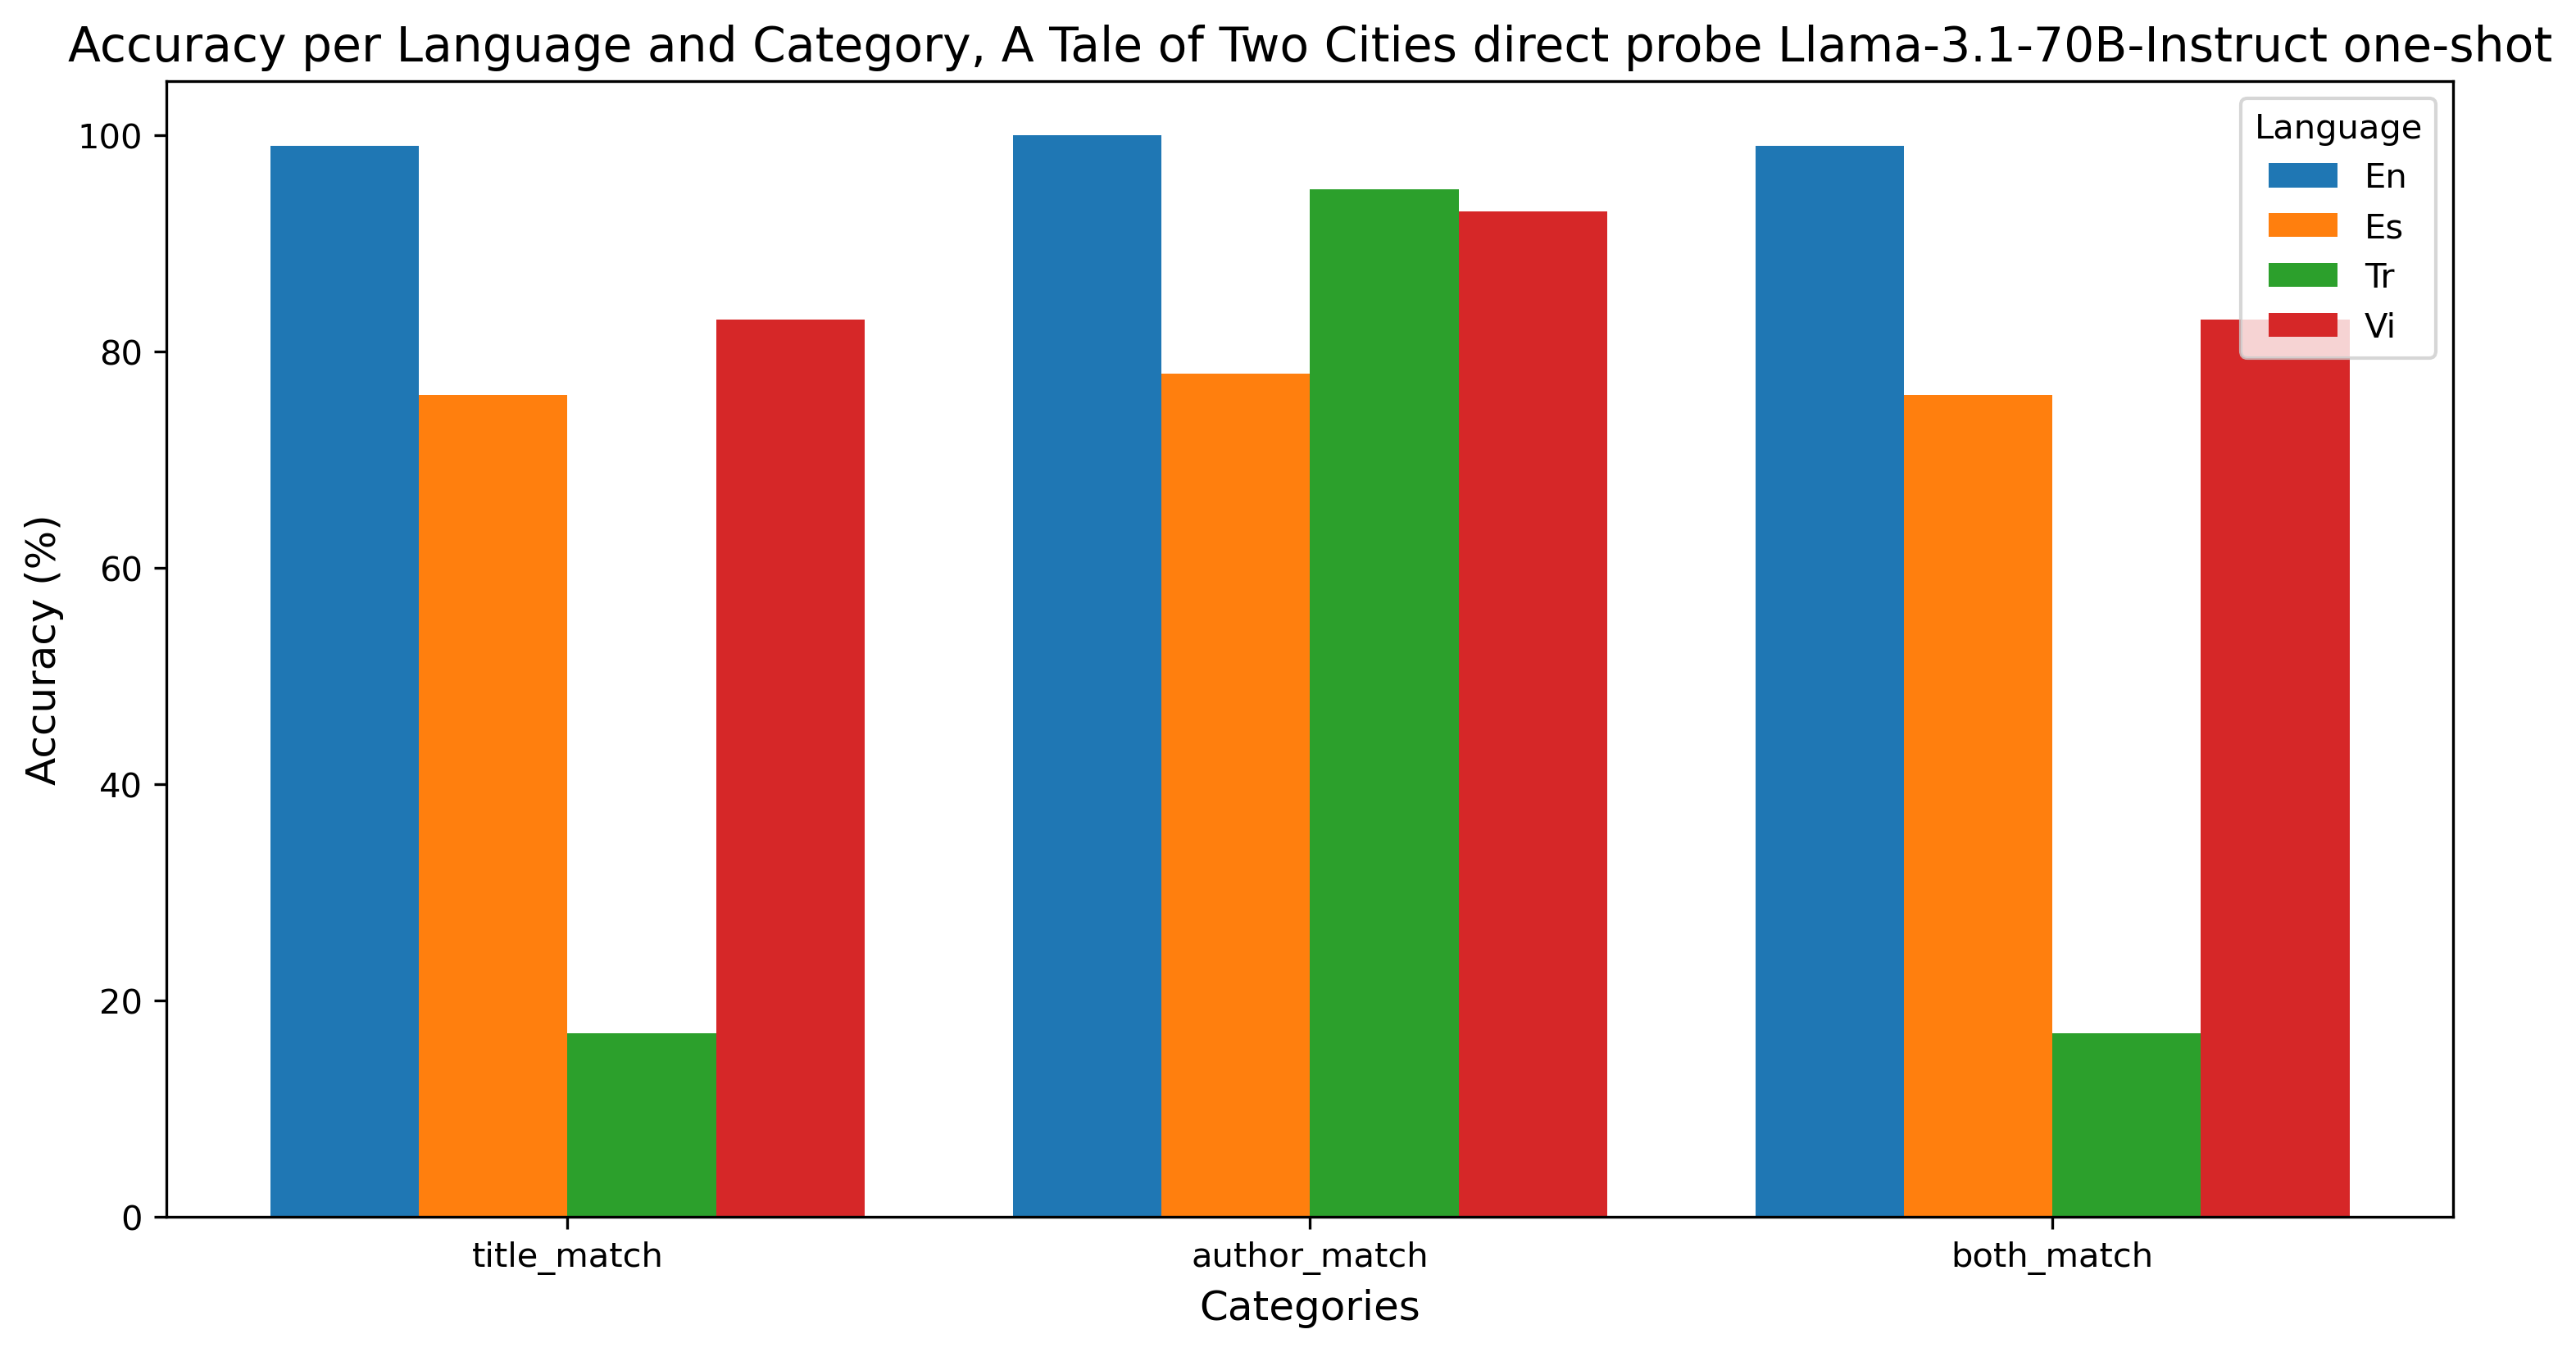 Accuracy per Language and Category, A Tale of Two Cities direct probe Llama-3.1-70B-Instruct one-shot
Language
En
Es
Tr
Vi
Accuracy (%)
100
80
60
40
20
0
title_match author_match both_match
Categories